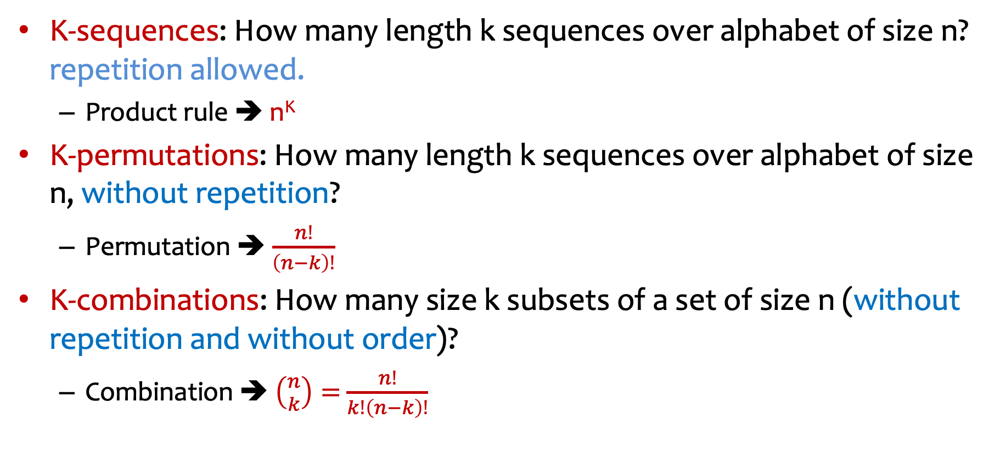 • K-sequences: How many length k sequences over alphabet of size n?
repetition allowed.
– Product rule ➔ n^K
• K-permutations: How many length k sequences over alphabet of size
n, without repetition?
– Permutation ➔ \frac{n!}{(n−k)!}
• K-combinations: How many size k subsets of a set of size n (without
repetition and without order)?
– Combination ➔ \binom{n}{k} = \frac{n!}{k!(n−k)!}